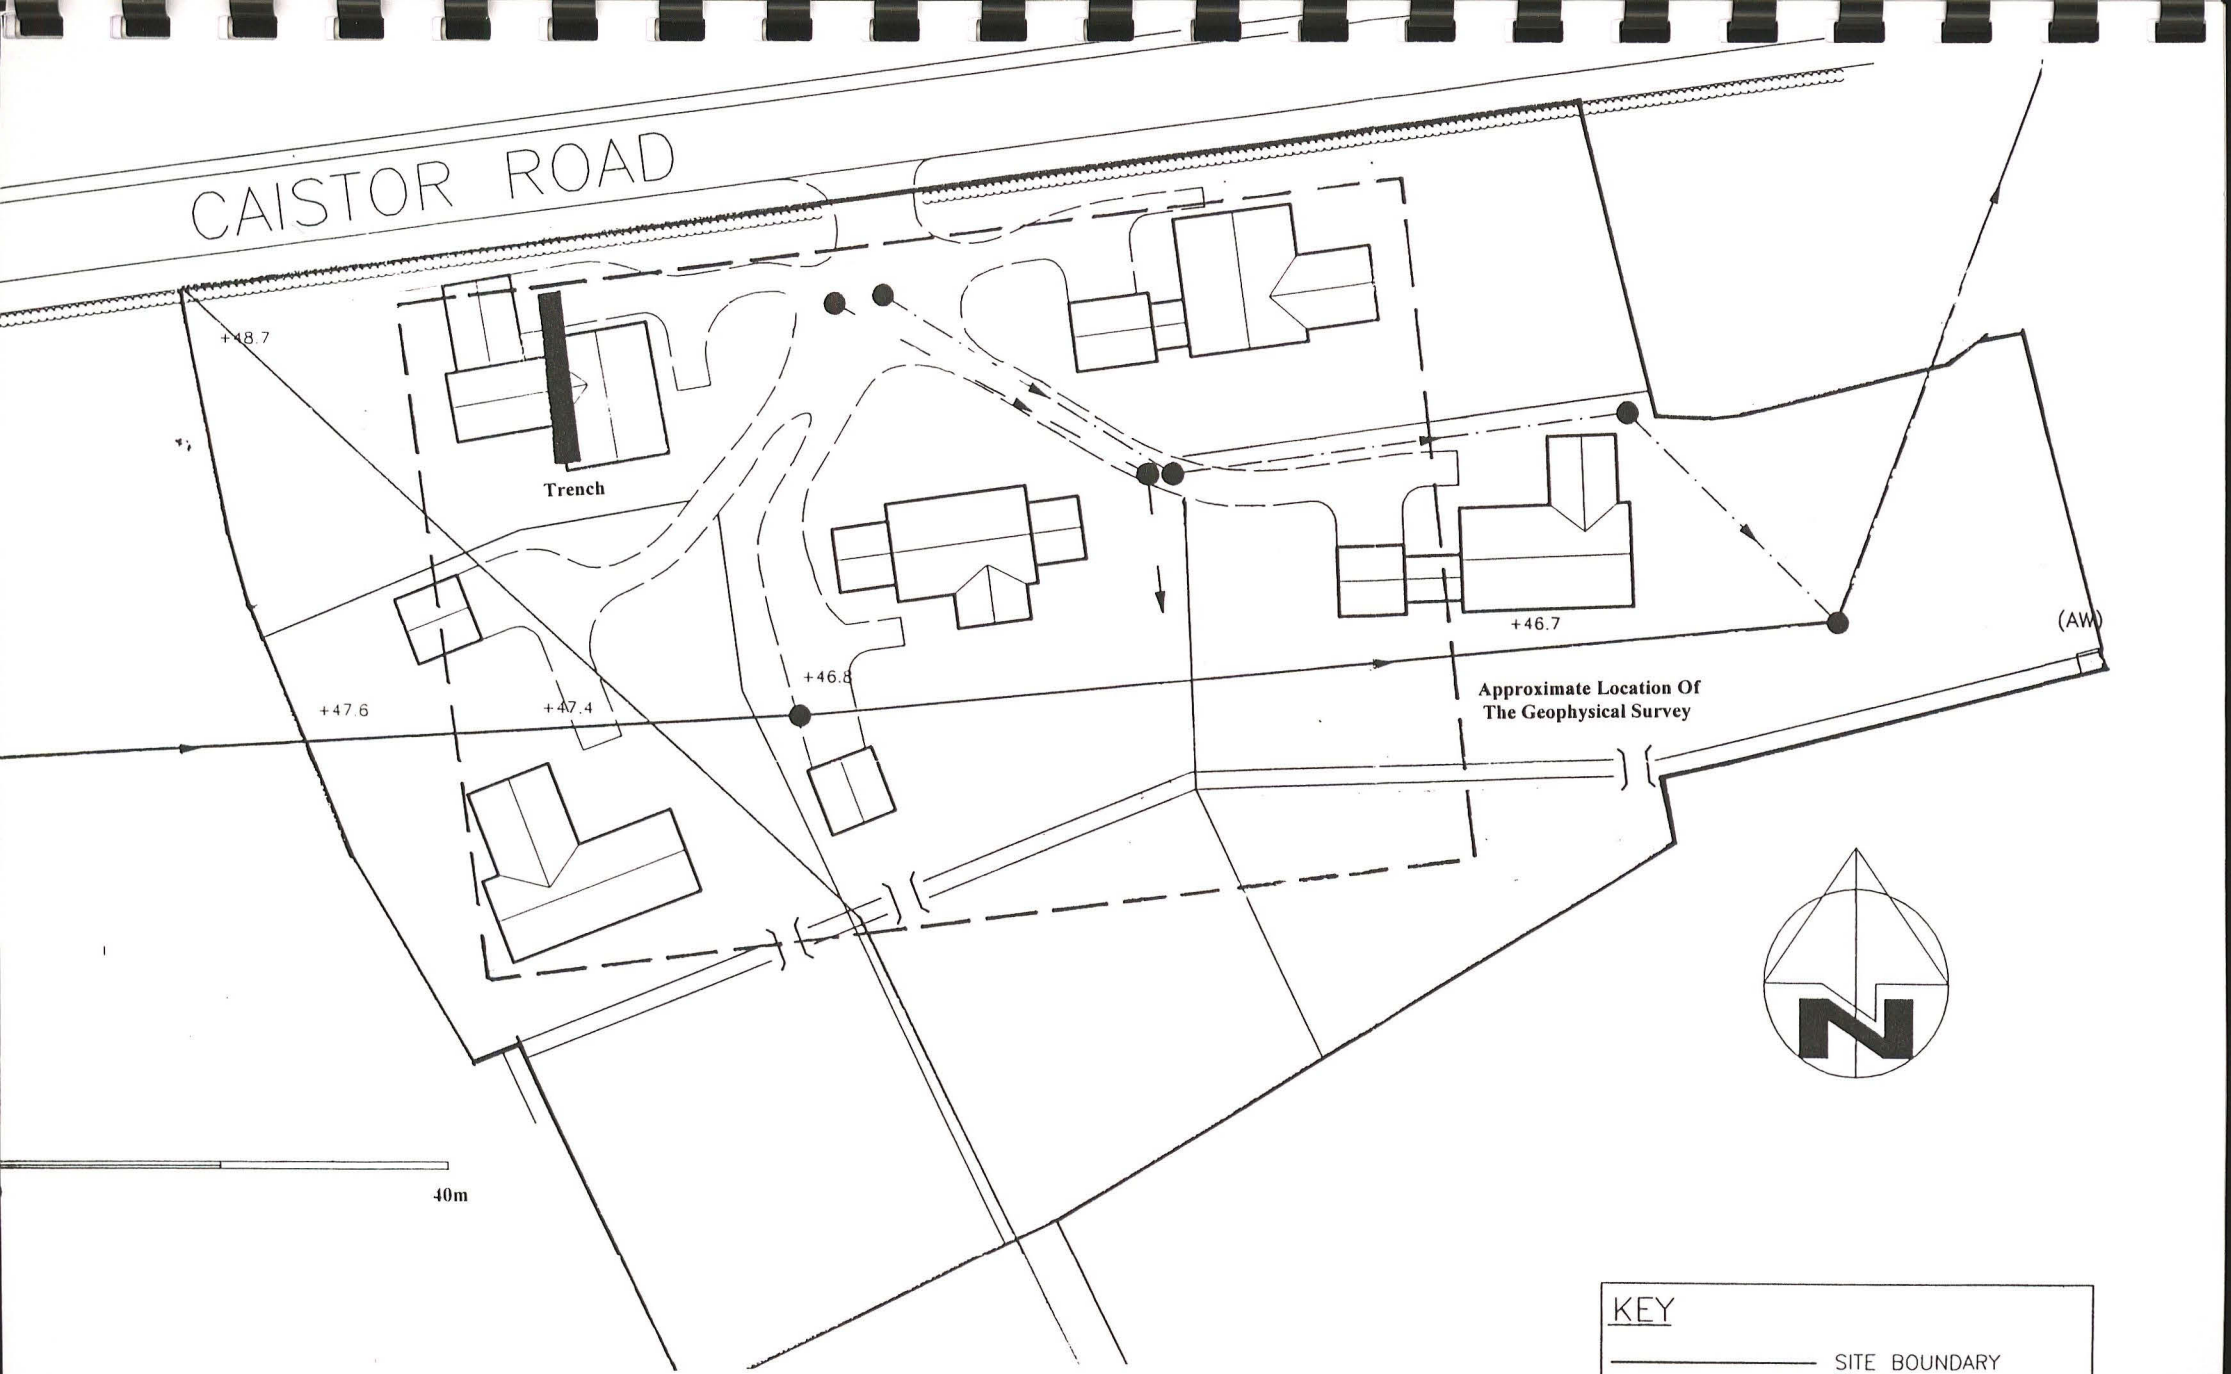 CAISTOR ROAD
+48.7
Trench
+46.7
(AW)
+46.8
Approximate Location Of
The Geophysical Survey
+47.6
+47.4
N
40m
KEY
SITE BOUNDARY